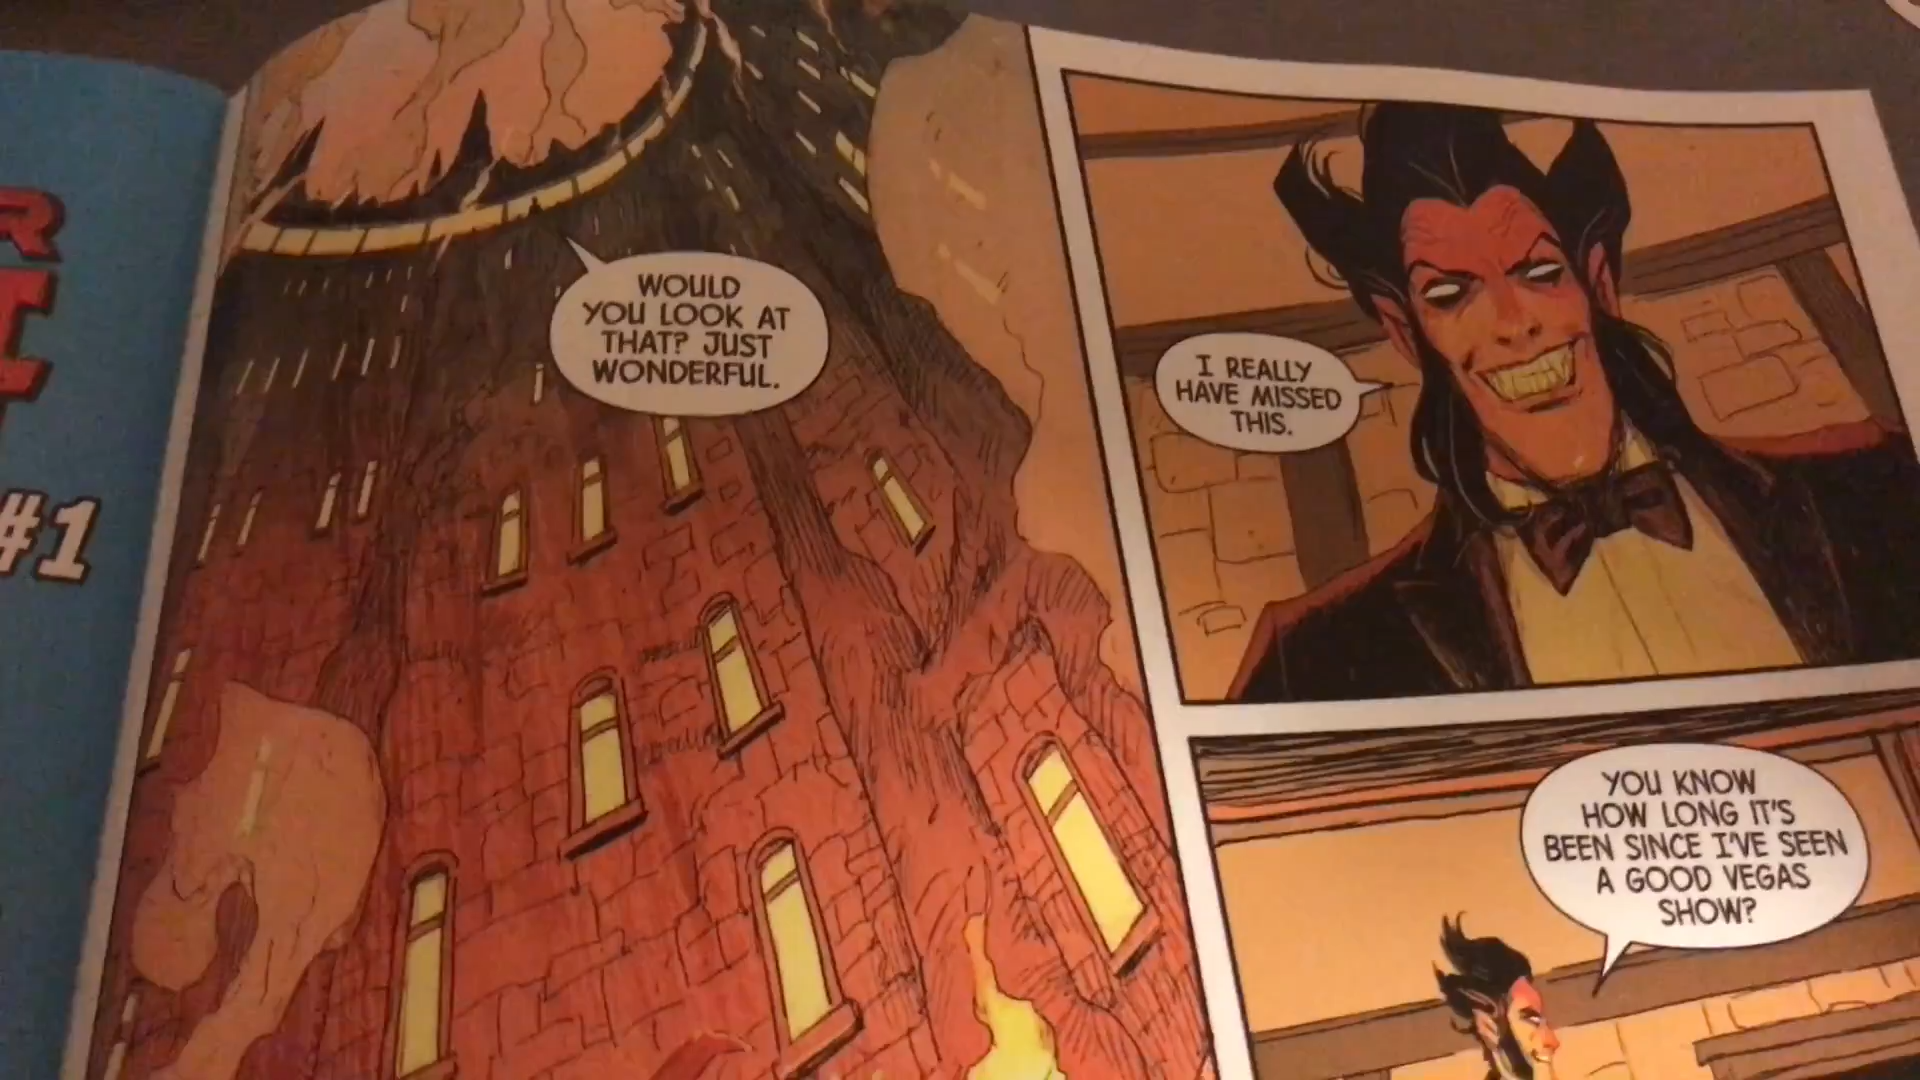 #1
WOULD
YOU LOOK AT
THAT? JUST
WONDERFUL.
I REALLY
HAVE MISSED
THIS.
YOU KNOW
HOW LONG IT'S
BEEN SINCE I'VE SEEN
A GOOD VEGAS
SHOW?